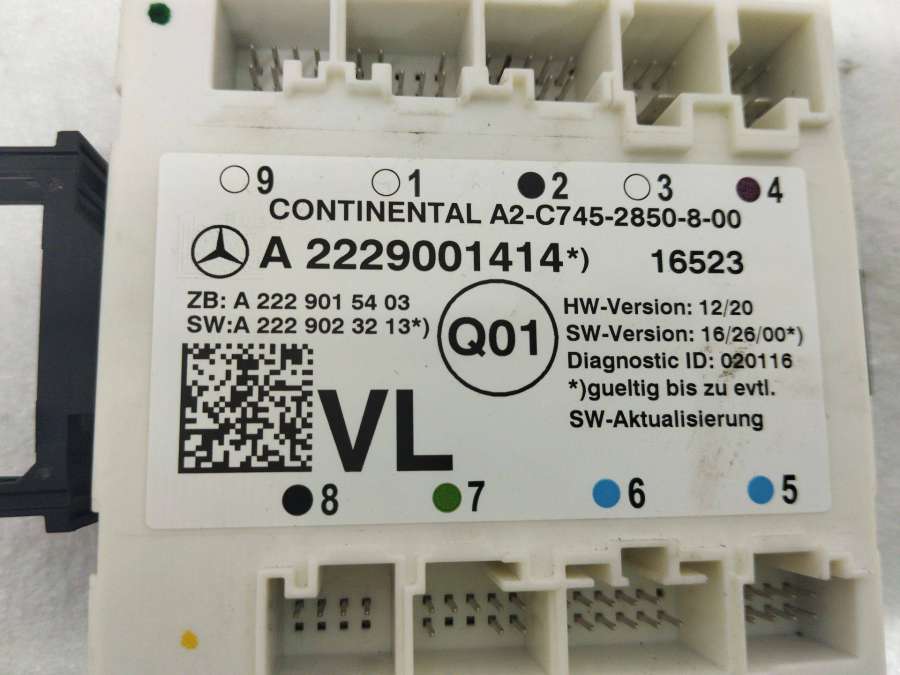 9 1 2 3 4
CONTINENTAL A2-C745-2850-8-00
A 2229001414*) 16523
ZB: A 222 901 54 03
SW:A 222 902 32 13*)
Q01
HW-Version: 12/20
SW-Version: 16/26/00*)
Diagnostic ID: 020116
*)gueltig bis zu evtl.
SW-Aktualisierung
VL
8 7 6 5